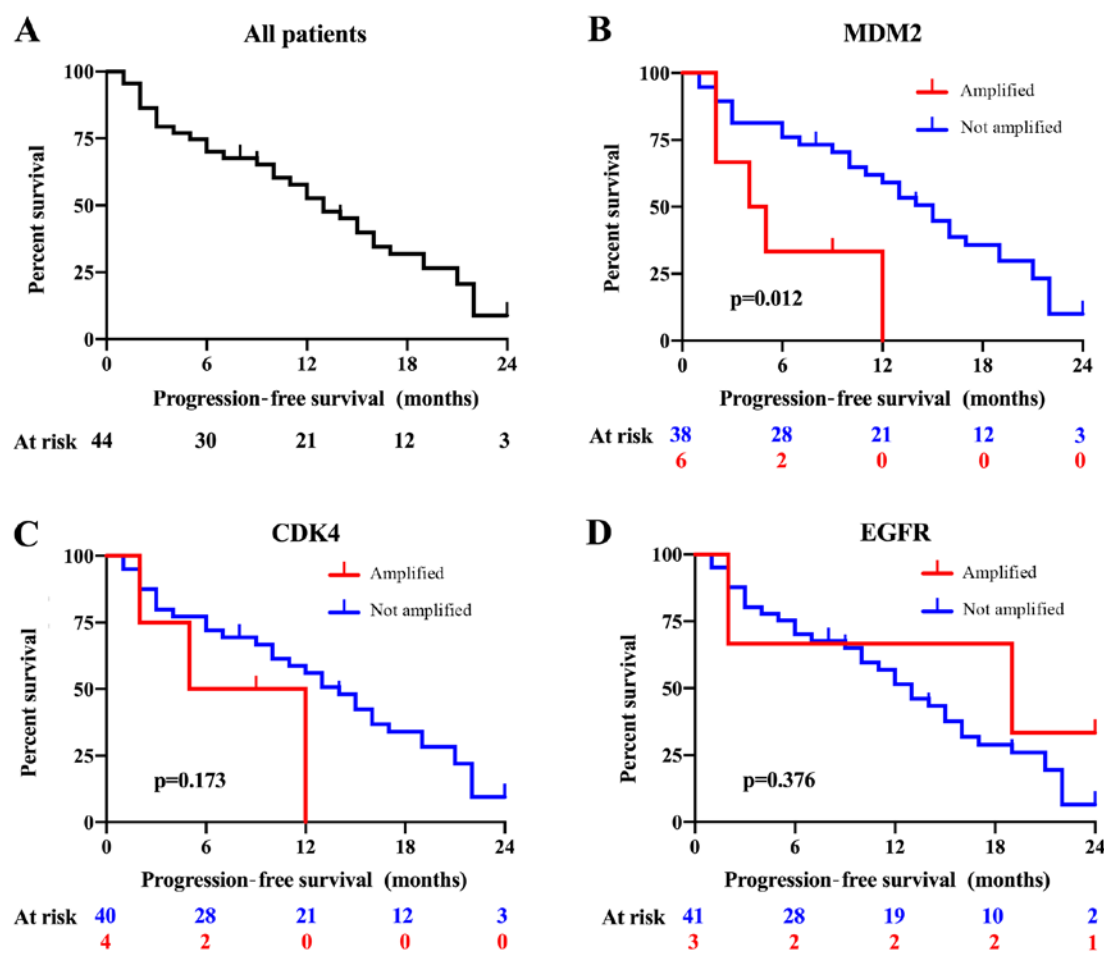 A
All patients
100
75
50
25
0
Percent survival
0 6 12 18 24
Progression-free survival (months)
At risk 44 30 21 12 3
B
MDM2
Amplified
Not amplified
100
75
50
25
0
Percent survival
p=0.012
0 6 12 18 24
Progression-free survival (months)
At risk 38 28 21 12 3
6 2 0 0 0
C
CDK4
Amplified
Not amplified
100
75
50
25
0
Percent survival
p=0.173
0 6 12 18 24
Progression-free survival (months)
At risk 40 28 21 12 3
4 2 0 0 0
D
EGFR
Amplified
Not amplified
100
75
50
25
0
Percent survival
p=0.376
0 6 12 18 24
Progression-free survival (months)
At risk 41 28 19 10 2
3 2 2 2 1